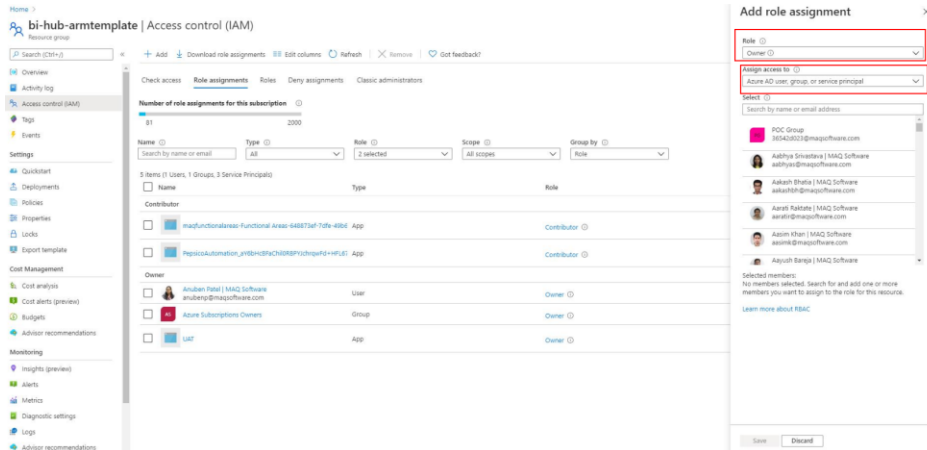 Home >
bi-hub-armtemplate | Access control (IAM)
Resource group
Search (Ctrl+/)
Overview
Activity log
Access control (IAM)
Tags
Events
Settings
Quickstart
Deployments
Policies
Properties
Locks
Export template
Cost Management
Cost analysis
Cost alerts (preview)
Budgets
Advisor recommendations
Monitoring
Insights (preview)
Alerts
Metrics
Diagnostic settings
Logs
Advisor recommendations
Add Download role assignments Edit columns Refresh Remove Got feedback?
Check access Role assignments Roles Deny assignments Classic administrators
Number of role assignments for this subscription
81 2000
Name Type Role Scope Group by
Search by name or email All 2 selected All scopes Role
5 items (1 Users, 1 Groups, 3 Service Principals)
Name Type Role
Contributor
maqfunctionalareas-Functional Areas- App Contributor
App Contributor
Owner
Anuben Patel | MAQ Software User Owner
anubenp@maqsoftware.com
AS Azure Subscriptions Owners Group Owner
UAT App Owner
Add role assignment
Role
Owner
Assign access to
Azure AD user, group, or service principal
Select
Search by name or email address
POC Group
36542d023@maqsoftware.com
Aabhya Srivastava | MAQ Software
aabhyas@maqsoftware.com
Aakash Bhatia | MAQ Software
aakashbh@maqsoftware.com
Aarati Raktate | MAQ Software
aaratir@maqsoftware.com
Aasim Khan | MAQ Software
aasimk@maqsoftware.com
Aayush Bareja | MAQ Software
Selected members:
No members selected. Search for and add one or more
members you want to assign to the role for this resource.
Learn more about RBAC
Save Discard